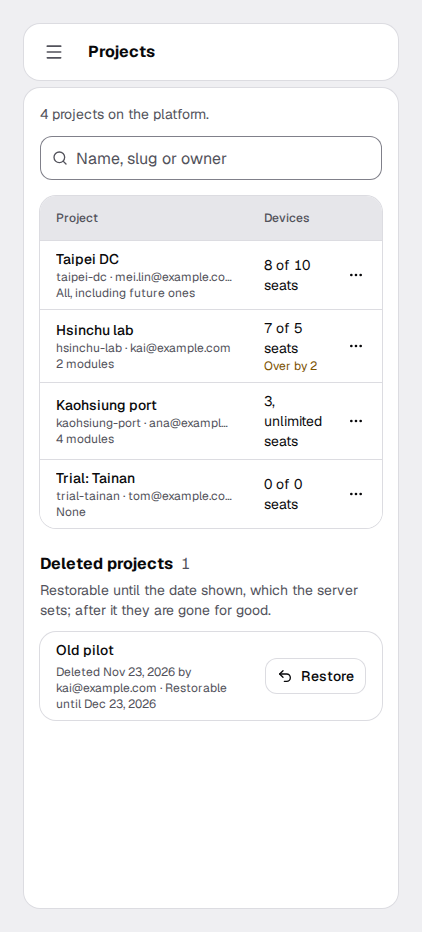 Projects
4 projects on the platform.
Name, slug or owner
Project Devices
Taipei DC
taipei-dc · mei.lin@example.co…
All, including future ones
8 of 10
seats
Hsinchu lab
hsinchu-lab · kai@example.com
2 modules
7 of 5
seats
Over by 2
Kaohsiung port
kaohsiung-port · ana@exampl…
4 modules
3,
unlimited
seats
Trial: Tainan
trial-tainan · tom@example.co…
None
0 of 0
seats
Deleted projects 1
Restorable until the date shown, which the server
sets; after it they are gone for good.
Old pilot
Deleted Nov 23, 2026 by
kai@example.com · Restorable
until Dec 23, 2026
Restore